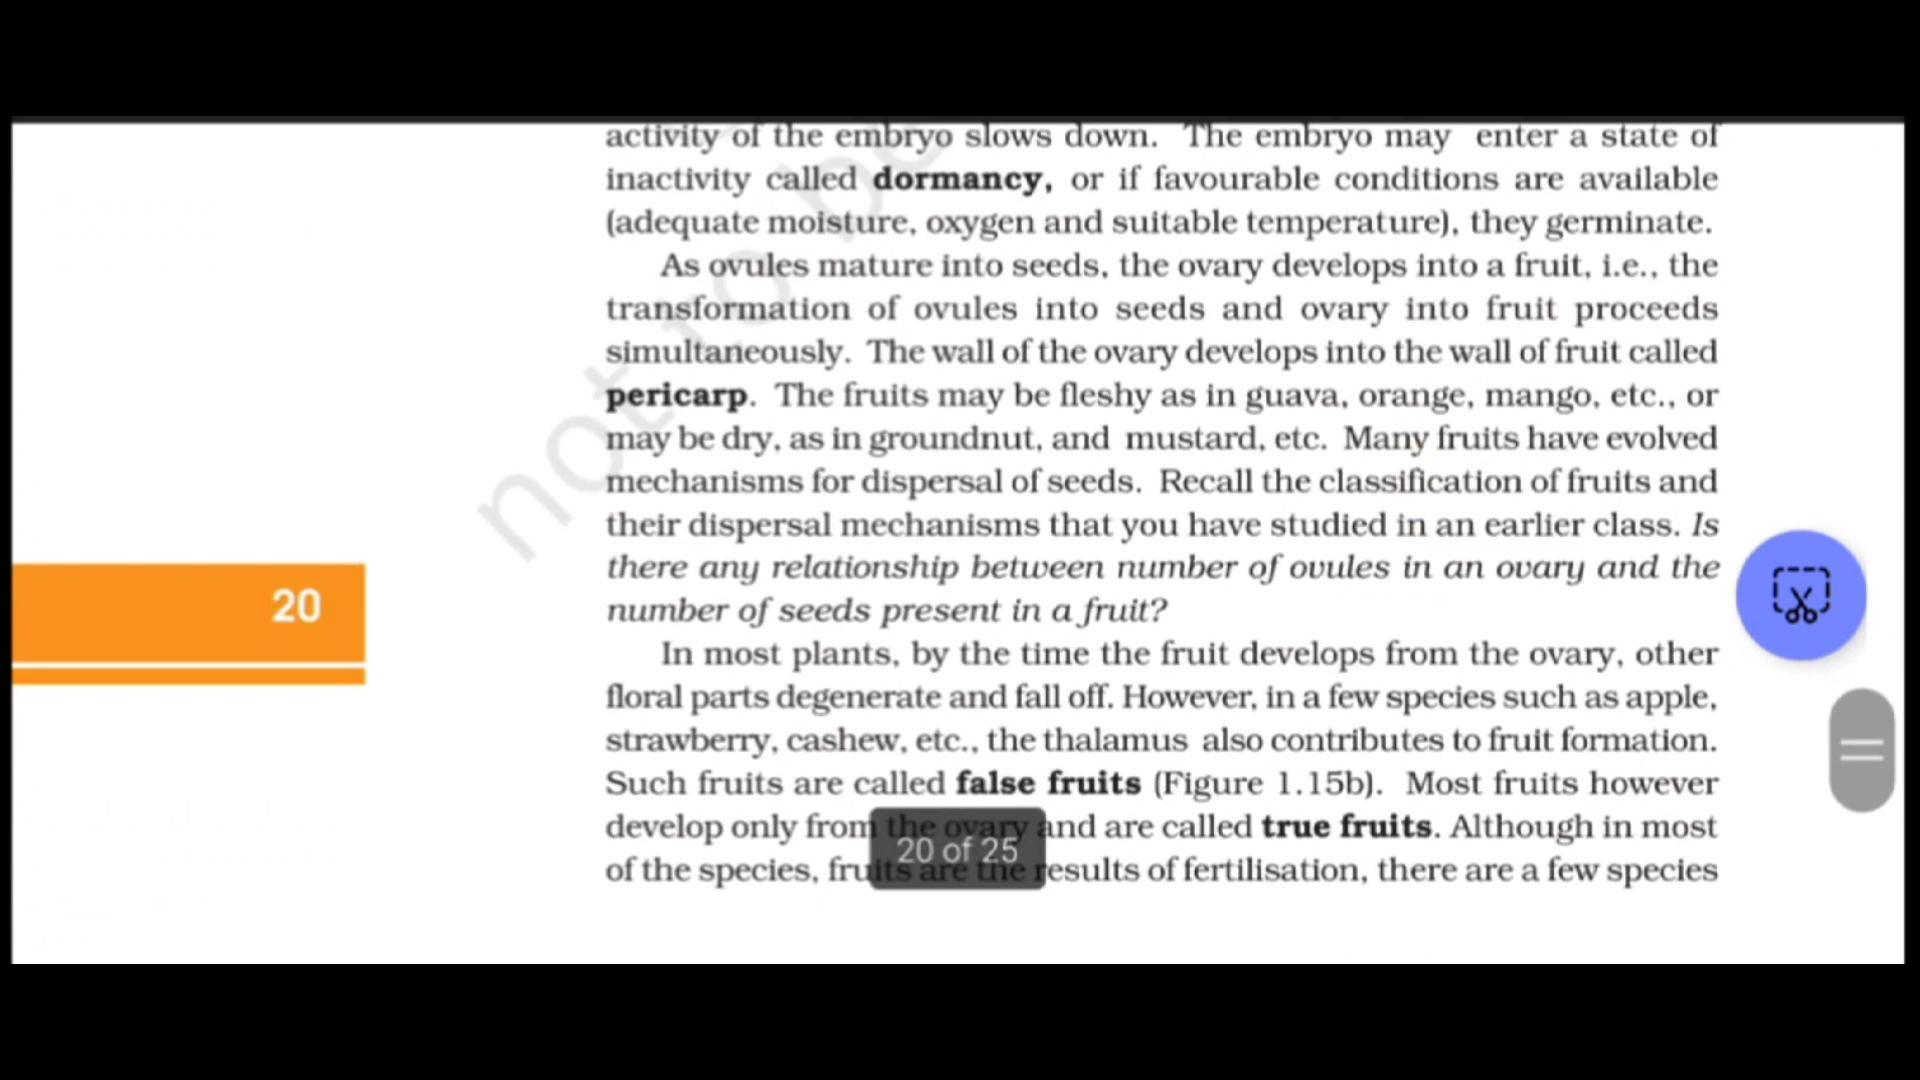 activity of the embryo slows down. The embryo may enter a state of
inactivity called dormancy, or if favourable conditions are available
(adequate moisture, oxygen and suitable temperature), they germinate.
As ovules mature into seeds, the ovary develops into a fruit, i.e., the
transformation of ovules into seeds and ovary into fruit proceeds
simultaneously. The wall of the ovary develops into the wall of fruit called
pericarp. The fruits may be fleshy as in guava, orange, mango, etc., or
may be dry, as in groundnut, and mustard, etc. Many fruits have evolved
mechanisms for dispersal of seeds. Recall the classification of fruits and
their dispersal mechanisms that you have studied in an earlier class. Is
there any relationship between number of ovules in an ovary and the
number of seeds present in a fruit?
20
In most plants, by the time the fruit develops from the ovary, other
floral parts degenerate and fall off. However, in a few species such as apple,
strawberry, cashew, etc., the thalamus also contributes to fruit formation.
Such fruits are called false fruits (Figure 1.15b). Most fruits however
develop only from the ovary and are called true fruits. Although in most
of the species, fruits are the results of fertilisation, there are a few species
20 of 25
not to be